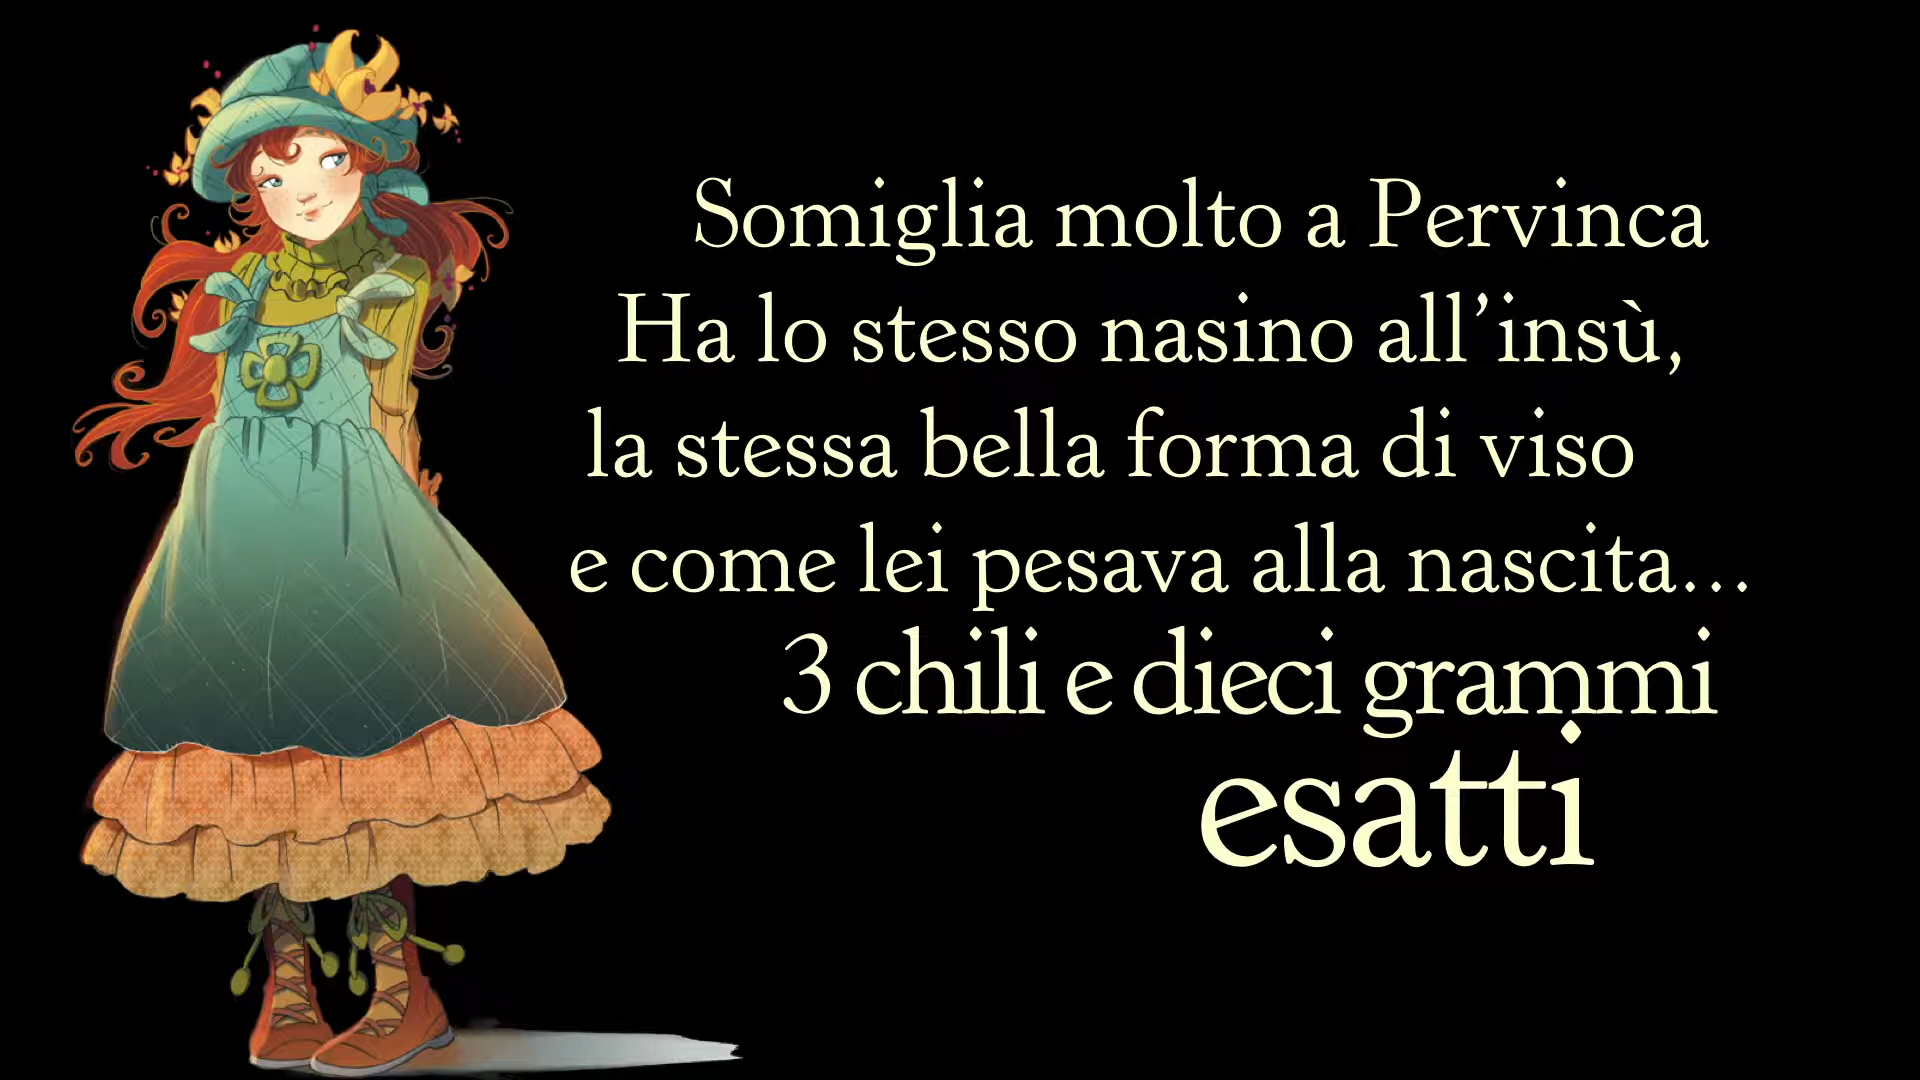 Somiglia molto a Pervinca
Ha lo stesso nasino all’insù,
la stessa bella forma di viso
e come lei pesava alla nascita...
3 chili e dieci grammi
esatti